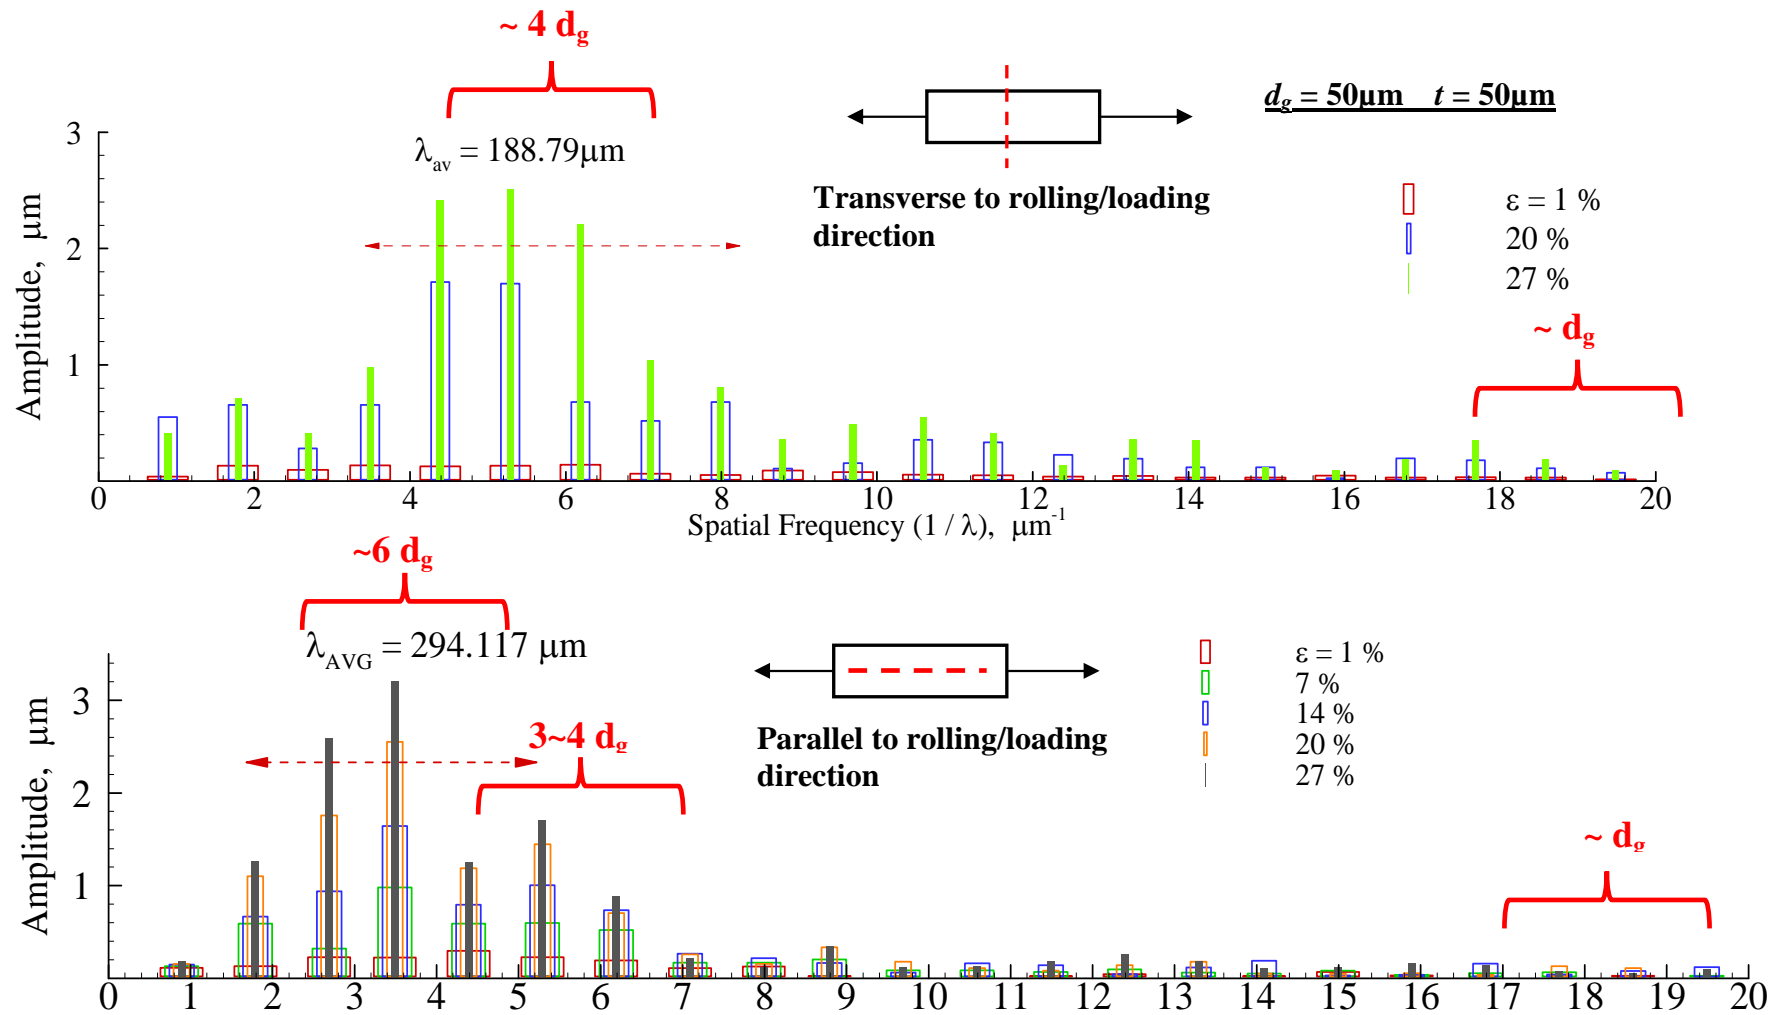 ~ 4 dg
dg = 50μm t = 50μm
λav = 188.79μm
3
2
1
Amplitude, μm
Transverse to rolling/loading
direction
ε = 1 %
20 %
27 %
~ dg
0 2 4 6 8 10 12 14 16 18 20
Spatial Frequency (1 / λ), μm-1
~6 dg
λAVG = 294.117 μm
3
2
1
Amplitude, μm
3~4 dg
Parallel to rolling/loading
direction
ε = 1 %
7 %
14 %
20 %
27 %
~ dg
0 1 2 3 4 5 6 7 8 9 10 11 12 13 14 15 16 17 18 19 20